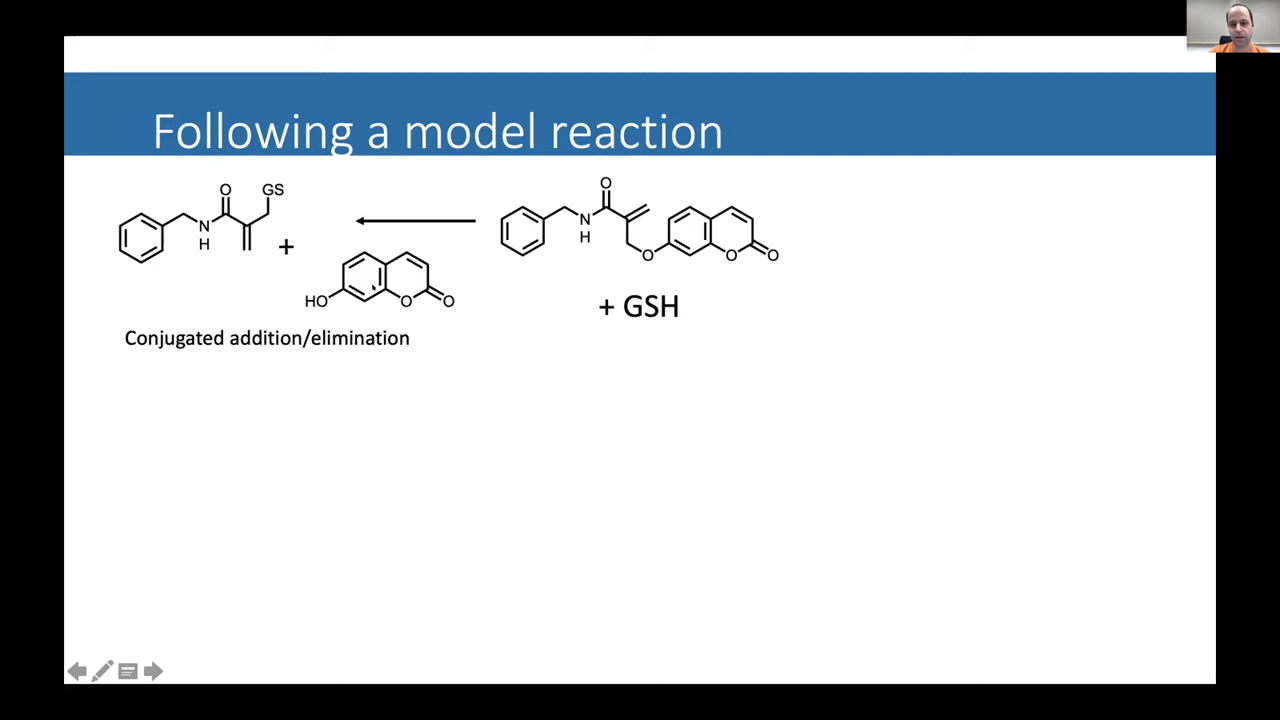 Following a model reaction
O
GS
N
H
+
HO
O
O
O
N
H
O
O
O
+ GSH
Conjugated addition/elimination